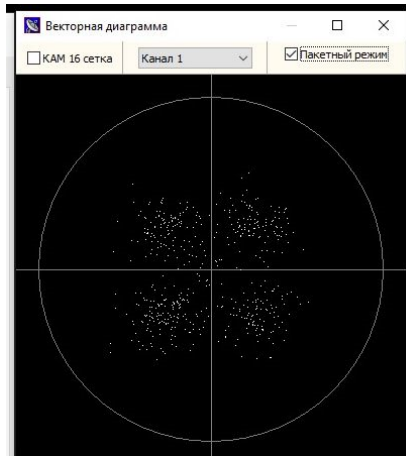 Векторная диаграмма
КАМ 16 сетка
Канал 1
Пакетный режим